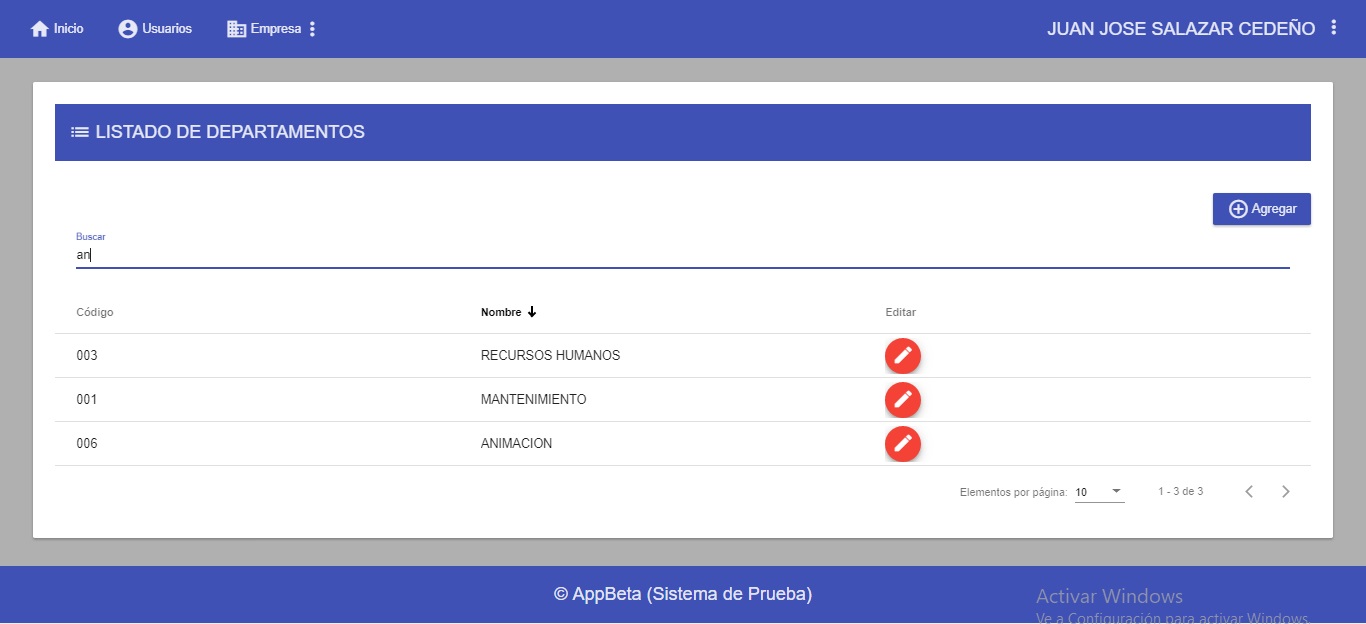 Inicio Usuarios Empresa JUAN JOSE SALAZAR CEDEÑO
LISTADO DE DEPARTAMENTOS
Agregar
Buscar
an
Código Nombre Editar
003 RECURSOS HUMANOS
001 MANTENIMIENTO
006 ANIMACION
Elementos por página: 10 1 - 3 de 3
© AppBeta (Sistema de Prueba)
Activar Windows
Ve a Configuración para activar Windows.